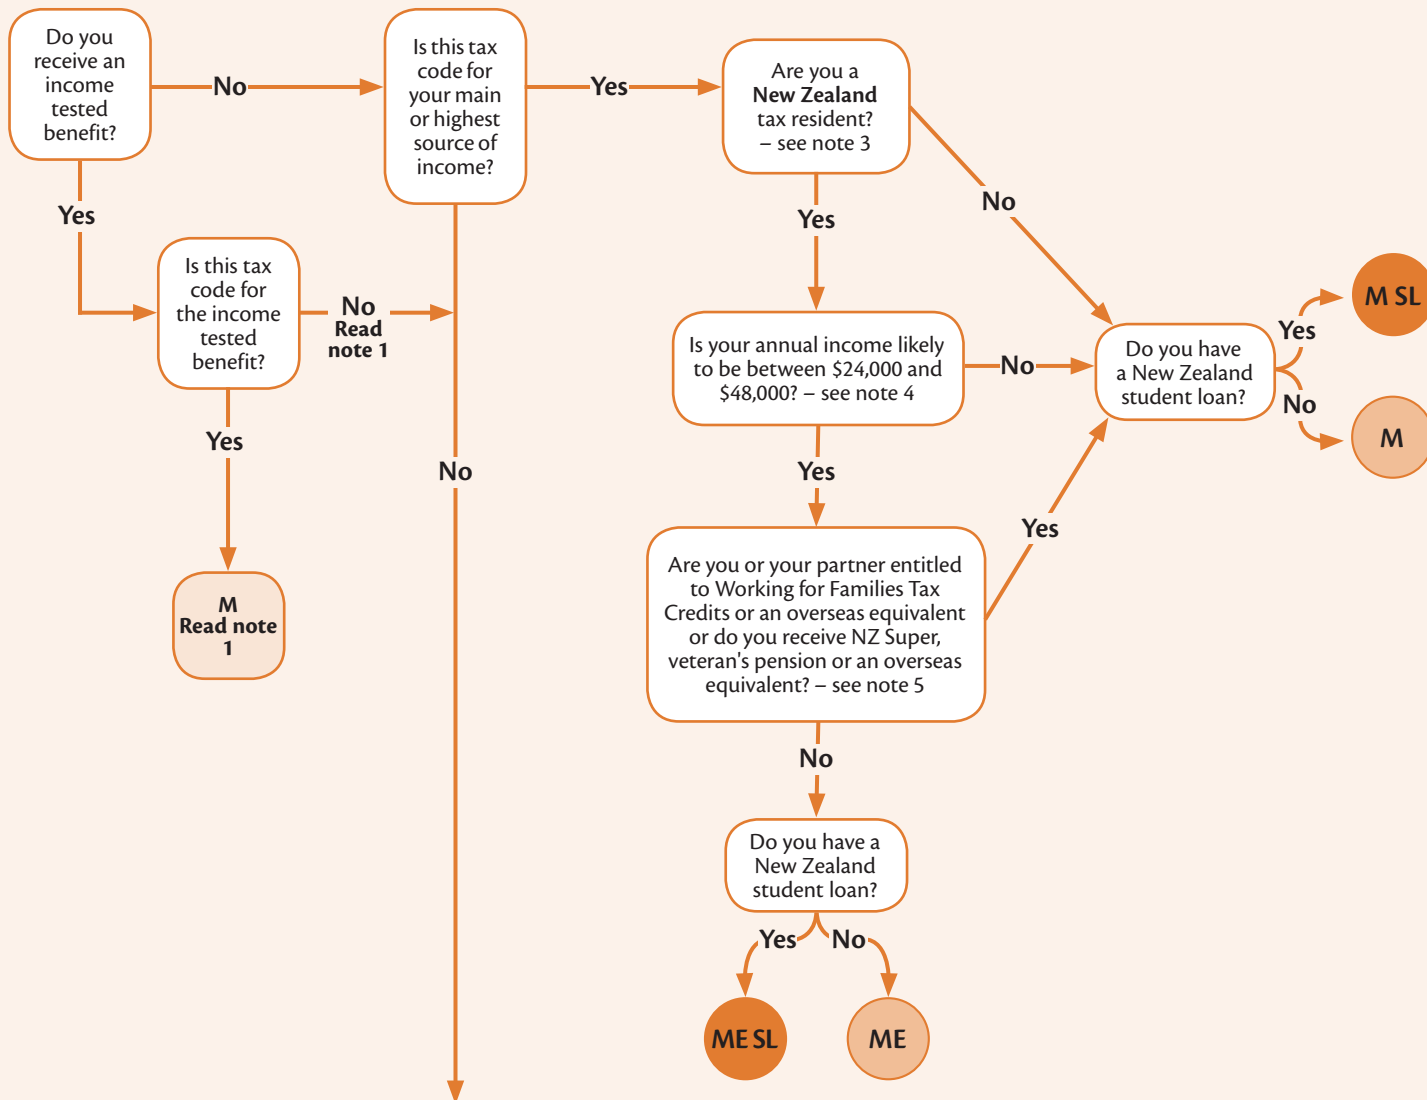 Do you
receive an
income
tested
benefit?
No
Is this tax
code for
your main
or highest
source of
income?
Yes
Are you a
New Zealand
tax resident?
– see note 3
Yes
No
Yes
Is this tax
code for
the income
tested
benefit?
No
Read
note 1
Is your annual income likely
to be between $24,000 and
$48,000? – see note 4
No
Do you have
a New Zealand
student loan?
Yes
M SL
No
M
Yes
No
Yes
Yes
M
Read note
1
Are you or your partner entitled
to Working for Families Tax
Credits or an overseas equivalent
or do you receive NZ Super,
veteran's pension or an overseas
equivalent? – see note 5
No
Do you have a
New Zealand
student loan?
Yes
No
ME SL
ME